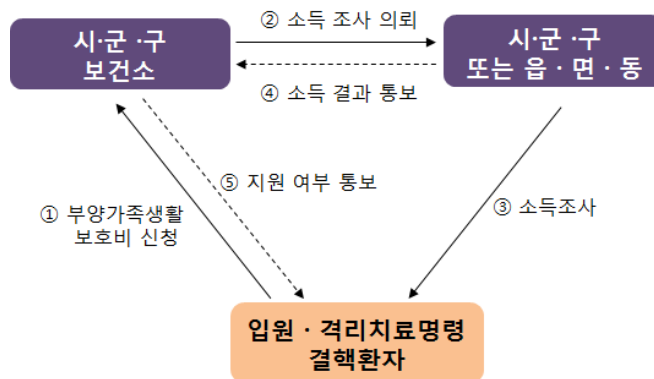 ② 소득 조사 의뢰
시·군 ·구
보건소
시·군 ·구
또는 읍 · 면 · 동
④ 소득 결과 통보
⑤ 지원 여부 통보
① 부양가족생활
보호비 신청
③ 소득조사
입원 · 격리치료명령
결핵환자